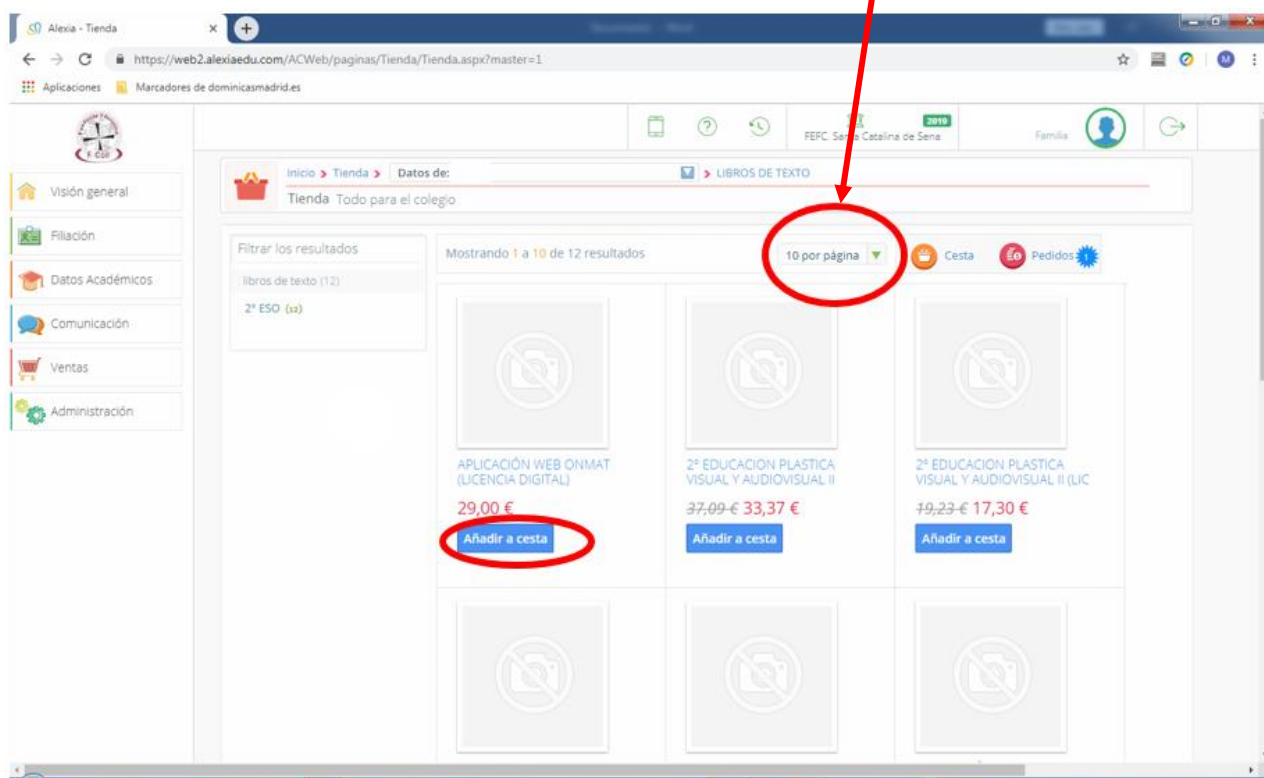 Alexia - Tienda
https://web2.alexiaedu.com/ACWeb/paginas/Tienda/Tienda.aspx?master=1
M
Aplicaciones Marcadores de dominicasmadrid.es
2019
FEFC. Santa Catalina de Sena
Familia
Inicio > Tienda > Datos de: > LIBROS DE TEXTO
Tienda Todo para el colegio
Visión general
Filiación
Datos Académicos
Comunicación
Ventas
Administración
Filtrar los resultados
libros de texto (12)
2º ESO (12)
Mostrando 1 a 10 de 12 resultados
10 por página
Cesta
Pedidos
1
APLICACIÓN WEB ONMAT
(LICENCIA DIGITAL)
29,00 €
Añadir a cesta
2º EDUCACION PLASTICA
VISUAL Y AUDIOVISUAL II
37,09 € 33,37 €
Añadir a cesta
2º EDUCACION PLASTICA
VISUAL Y AUDIOVISUAL II (LIC
19,23 € 17,30 €
Añadir a cesta